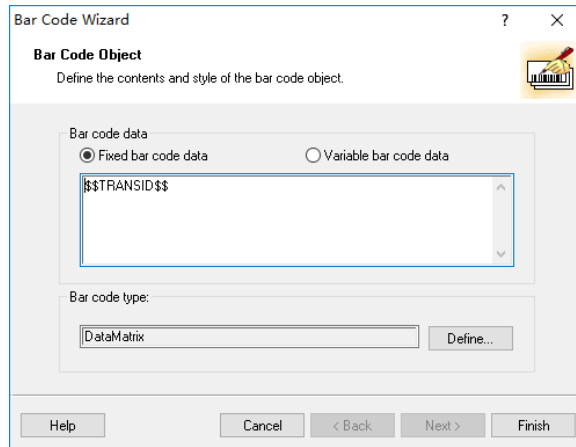 Bar Code Wizard
Bar Code Object
Define the contents and style of the bar code object.
Bar code data
Fixed bar code data
Variable bar code data
$$TRANSID$$
Bar code type:
DataMatrix
Define...
Help
Cancel
< Back
Next >
Finish